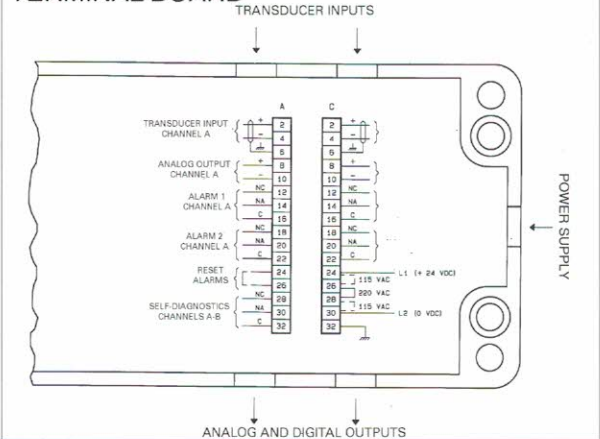 TERMINAL BOARD
TRANSDUCER INPUTS
A C
TRANSDUCER INPUT
CHANNEL A
+ 2
- 4
6
ANALOG OUTPUT
CHANNEL A
+ 8
- 10
ALARM 1
CHANNEL A
NC 12
NA 14
C 16
ALARM 2
CHANNEL A
NC 18
NA 20
C 22
RESET
ALARMS
24
26
SELF-DIAGNOSTICS
CHANNELS A-B
NC 28
NA 30
C 32
+ 2
- 4
6
+ 8
- 10
NC 12
NA 14
C 16
NC 18
NA 20
C 22
24 L1 (+ 24 VDC)
115 VAC
26
220 VAC
28
115 VAC
30 L2 (0 VDC)
32
POWER SUPPLY
ANALOG AND DIGITAL OUTPUTS